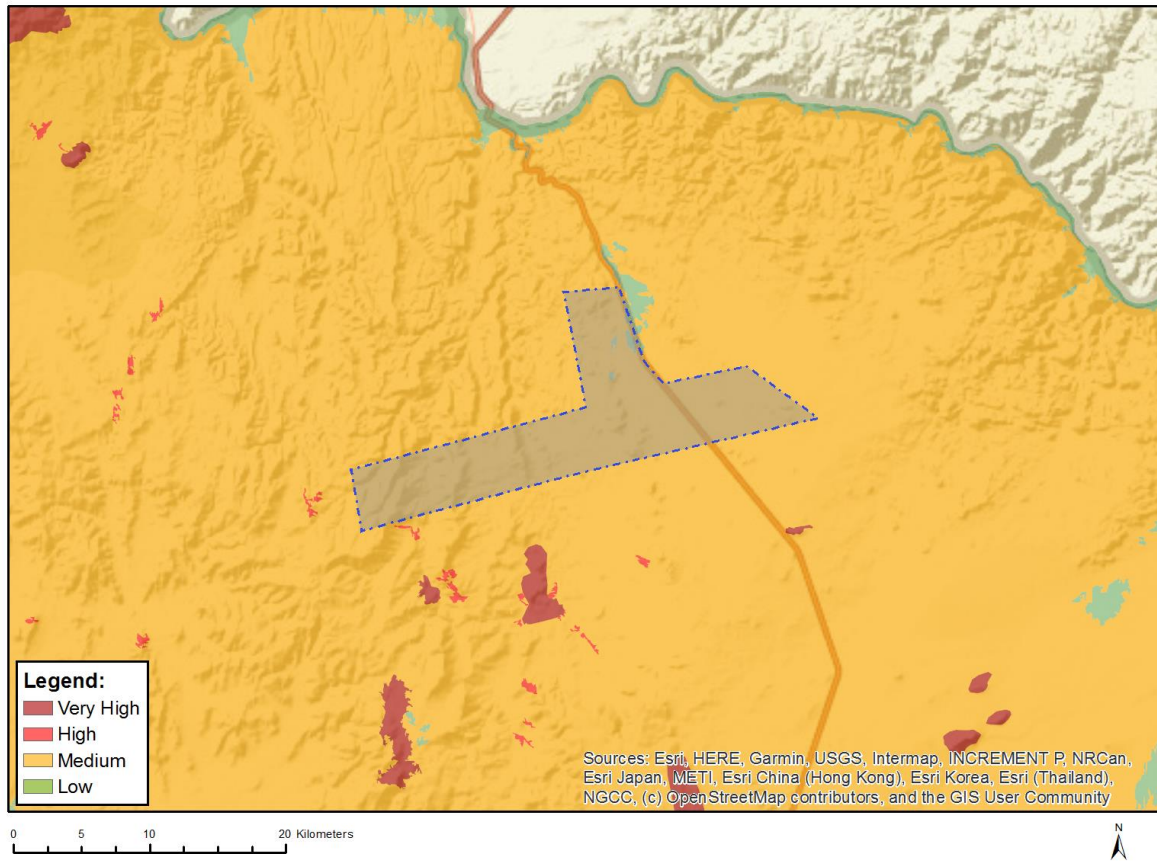 Legend:
Very High
High
Medium
Low
Sources: Esri, HERE, Garmin, USGS, Intermap, INCREMENT P, NRCan,
Esri Japan, METI, Esri China (Hong Kong), Esri Korea, Esri (Thailand),
NGCC, (c) OpenStreetMap contributors, and the GIS User Community
0 5 10 20 Kilometers
N